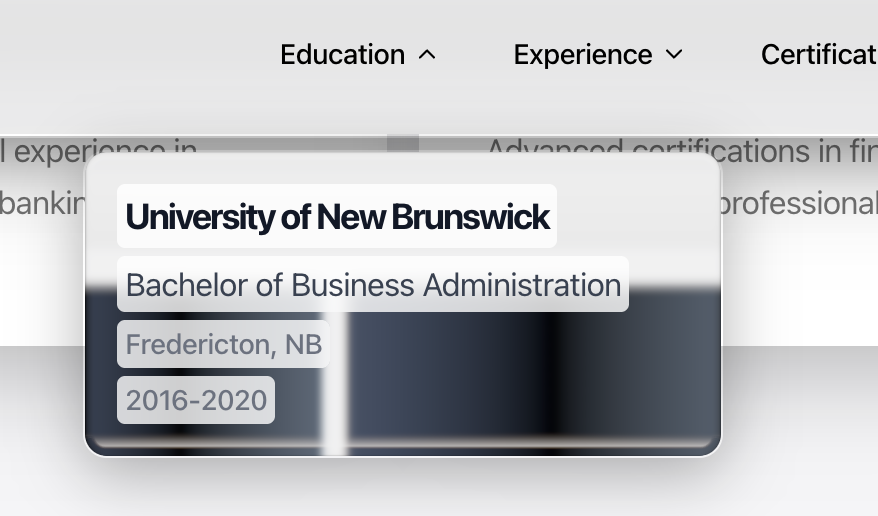 Education
Experience
Certificat
l experience in
Advanced certifications in fin
bankin
professional
University of New Brunswick
Bachelor of Business Administration
Fredericton, NB
2016-2020